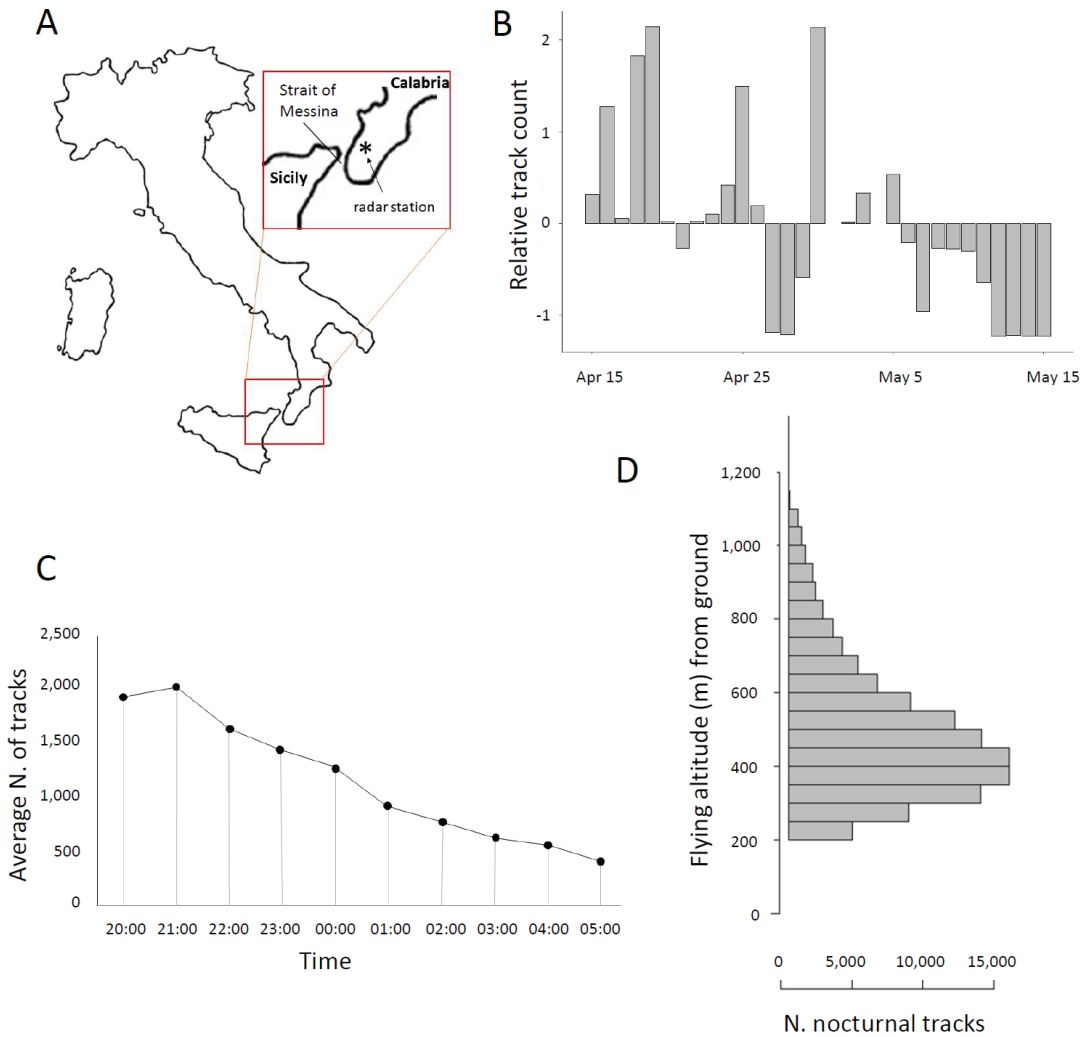 A
Strait of
Messina
Calabria
*
Sicily
radar station
B
Relative track count
2
1
0
-1
Apr 15
Apr 25
May 5
May 15
C
Average N. of tracks
2,500
2,000
1,500
1,000
500
0
20:00
21:00
22:00
23:00
00:00
01:00
02:00
03:00
04:00
05:00
Time
D
Flying altitude (m) from ground
1,200
1,000
800
600
400
200
0
0
5,000
10,000
15,000
N. nocturnal tracks